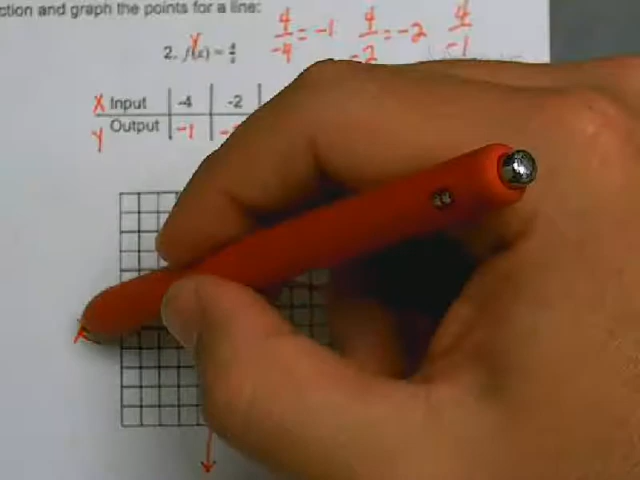 ction and graph the points for a line:
4/-4 = -1 4/-2 = -2 4/-1
y
2. f(x) = 4/x
X Input -4 -2
Y Output -1